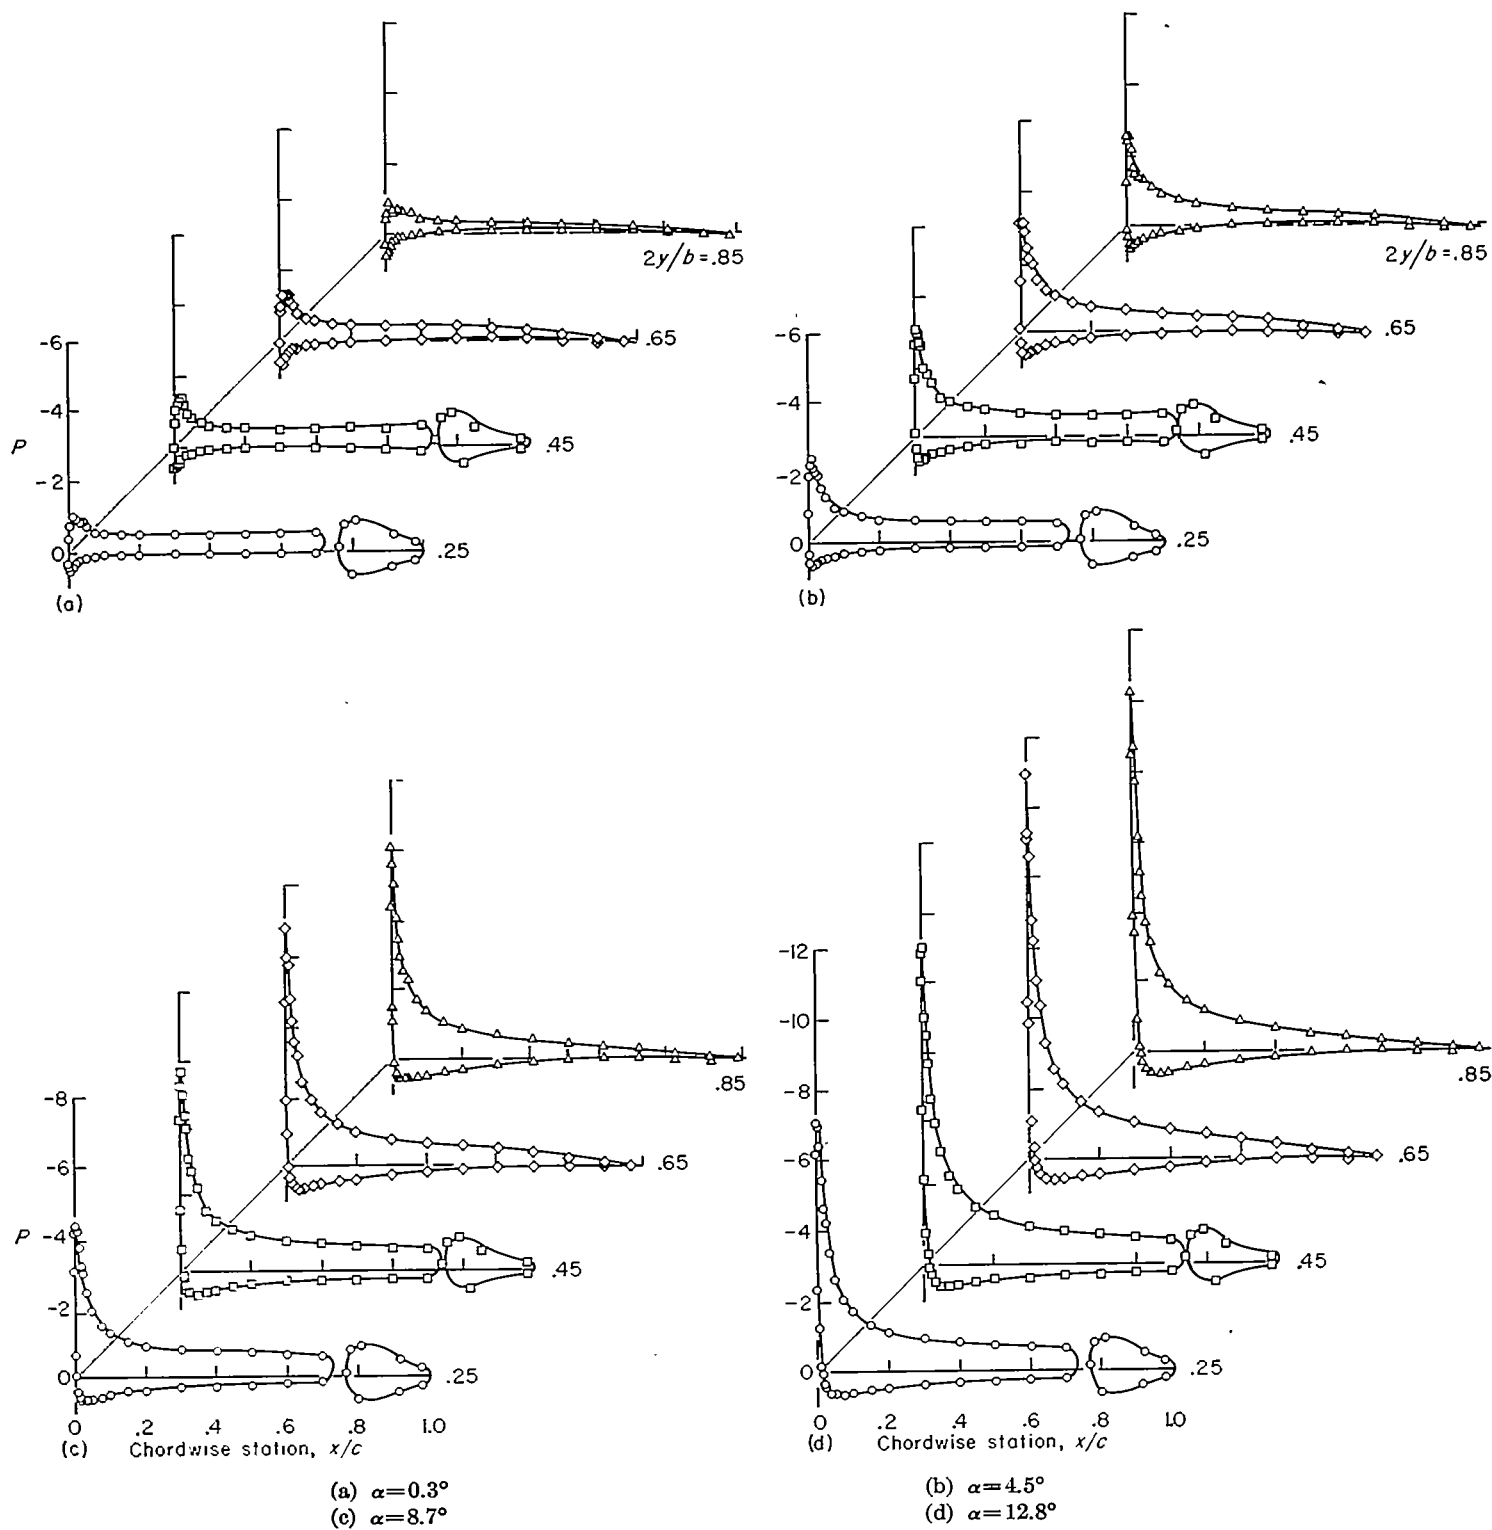 2y/b=.85
.65
-6
-4
.45
P
-2
.25
0
(a)
2y/b=.85
.65
-6
-4
.45
-2
.25
0
(b)
.85
-8
.65
-6
P
-4
.45
-2
.25
0
0 .2 .4 .6 .8 1.0
(c) Chordwise station, x/c
-12
-10
.85
-8
.65
-6
-4
.45
-2
.25
0
0 .2 .4 .6 .8 1.0
(d) Chordwise station, x/c
(a) α=0.3°
(b) α=4.5°
(c) α=8.7°
(d) α=12.8°